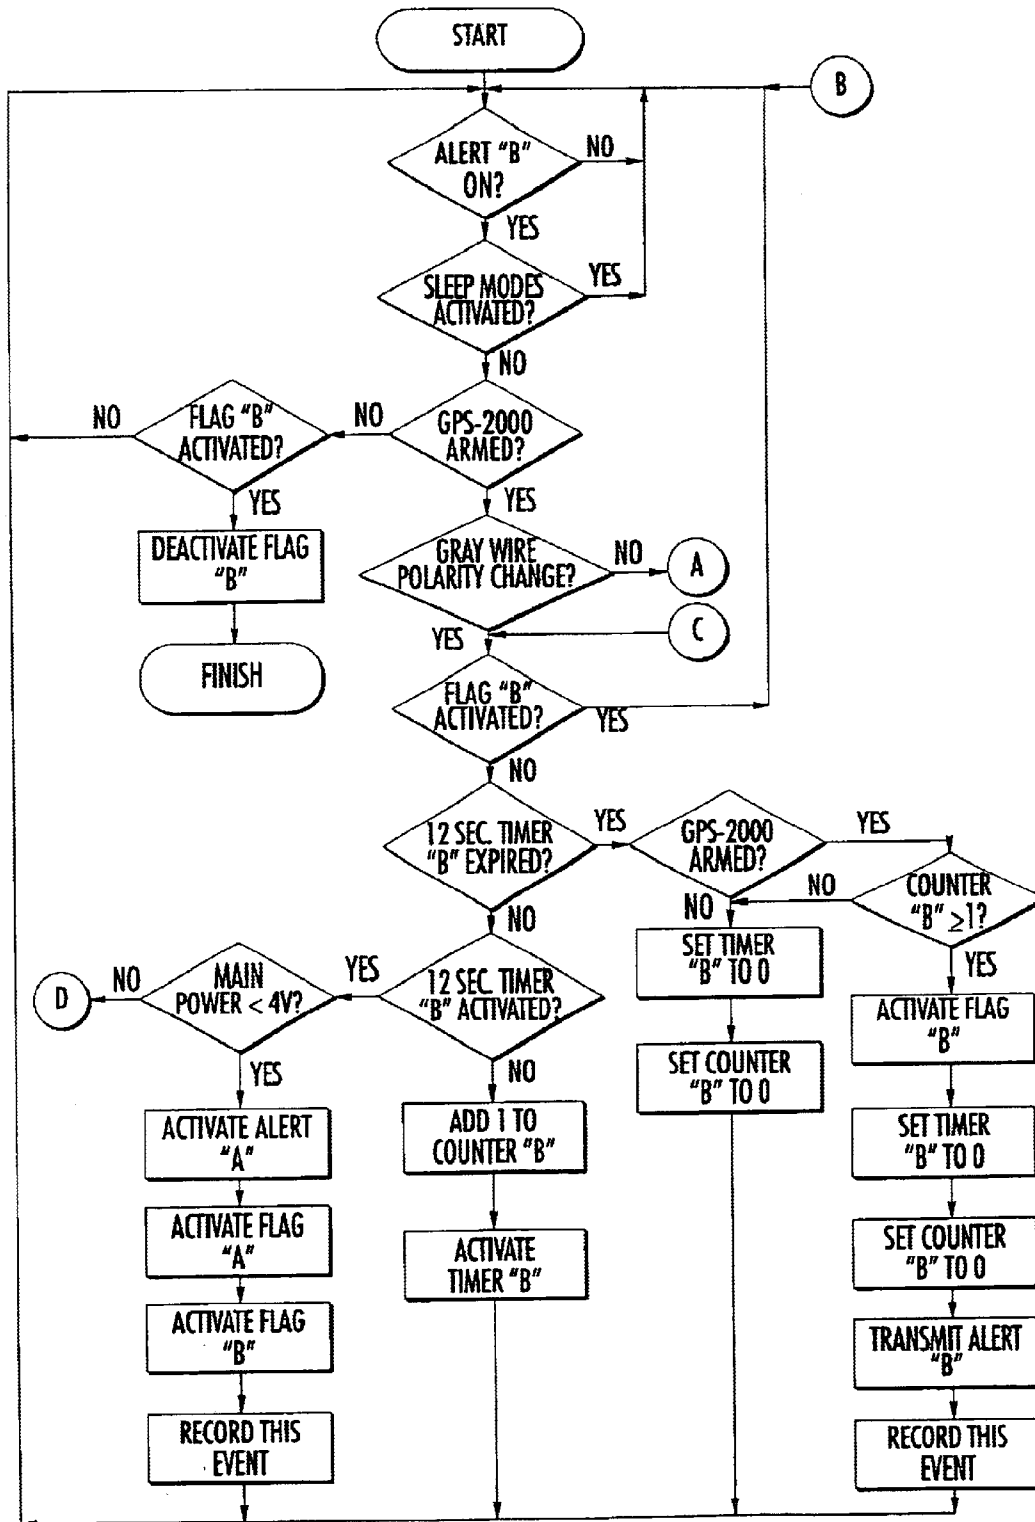 START
B
ALERT "B"
ON?
NO
YES
SLEEP MODES
ACTIVATED?
YES
NO
GPS-2000
ARMED?
NO
FLAG "B"
ACTIVATED?
NO
YES
YES
DEACTIVATE FLAG
"B"
FINISH
GRAY WIRE
POLARITY CHANGE?
NO
A
YES
C
FLAG "B"
ACTIVATED?
YES
NO
12 SEC. TIMER
"B" EXPIRED?
YES
GPS-2000
ARMED?
YES
COUNTER
"B" ≥1?
NO
NO
NO
YES
12 SEC. TIMER
"B" ACTIVATED?
YES
MAIN
POWER < 4V?
NO
D
YES
NO
SET TIMER
"B" TO 0
SET COUNTER
"B" TO 0
ACTIVATE FLAG
"B"
SET TIMER
"B" TO 0
SET COUNTER
"B" TO 0
TRANSMIT ALERT
"B"
RECORD THIS
EVENT
ADD 1 TO
COUNTER "B"
ACTIVATE
TIMER "B"
ACTIVATE ALERT
"A"
ACTIVATE FLAG
"A"
ACTIVATE FLAG
"B"
RECORD THIS
EVENT